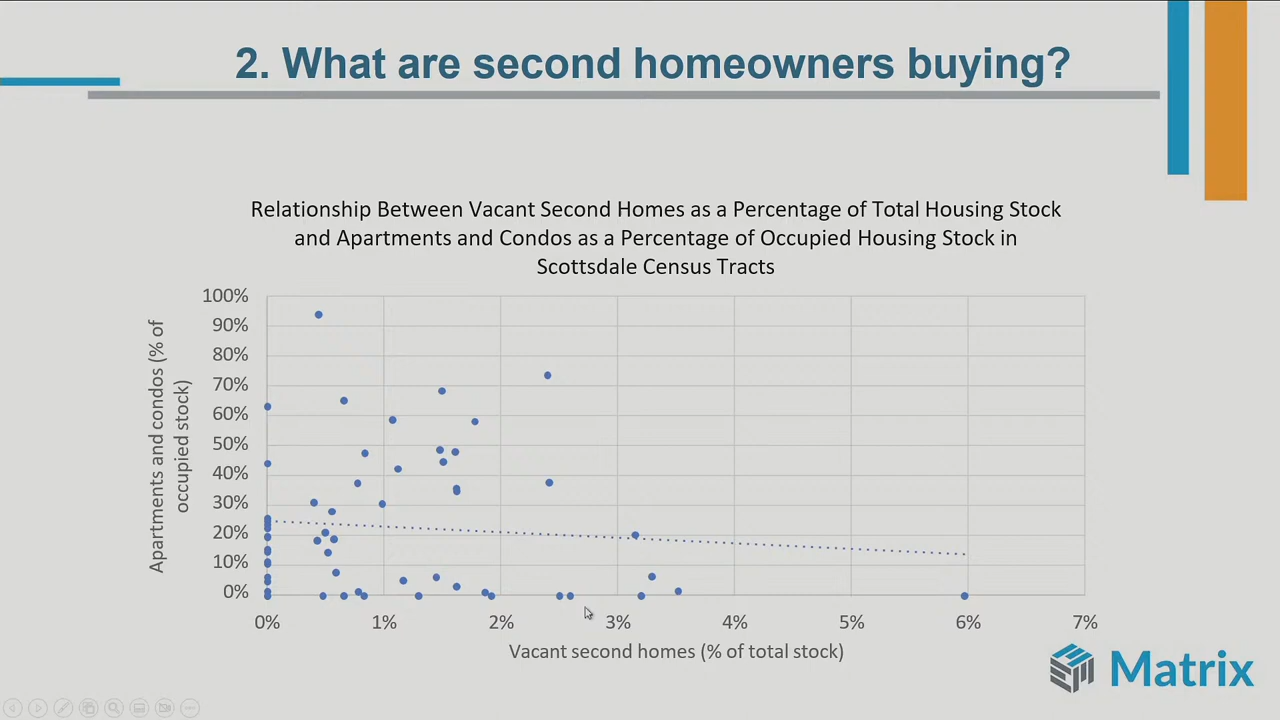 2. What are second homeowners buying?
Relationship Between Vacant Second Homes as a Percentage of Total Housing Stock
and Apartments and Condos as a Percentage of Occupied Housing Stock in
Scottsdale Census Tracts
Apartments and condos (% of
occupied stock)
100%
90%
80%
70%
60%
50%
40%
30%
20%
10%
0%
0% 1% 2% 3% 4% 5% 6% 7%
Vacant second homes (% of total stock)
Matrix